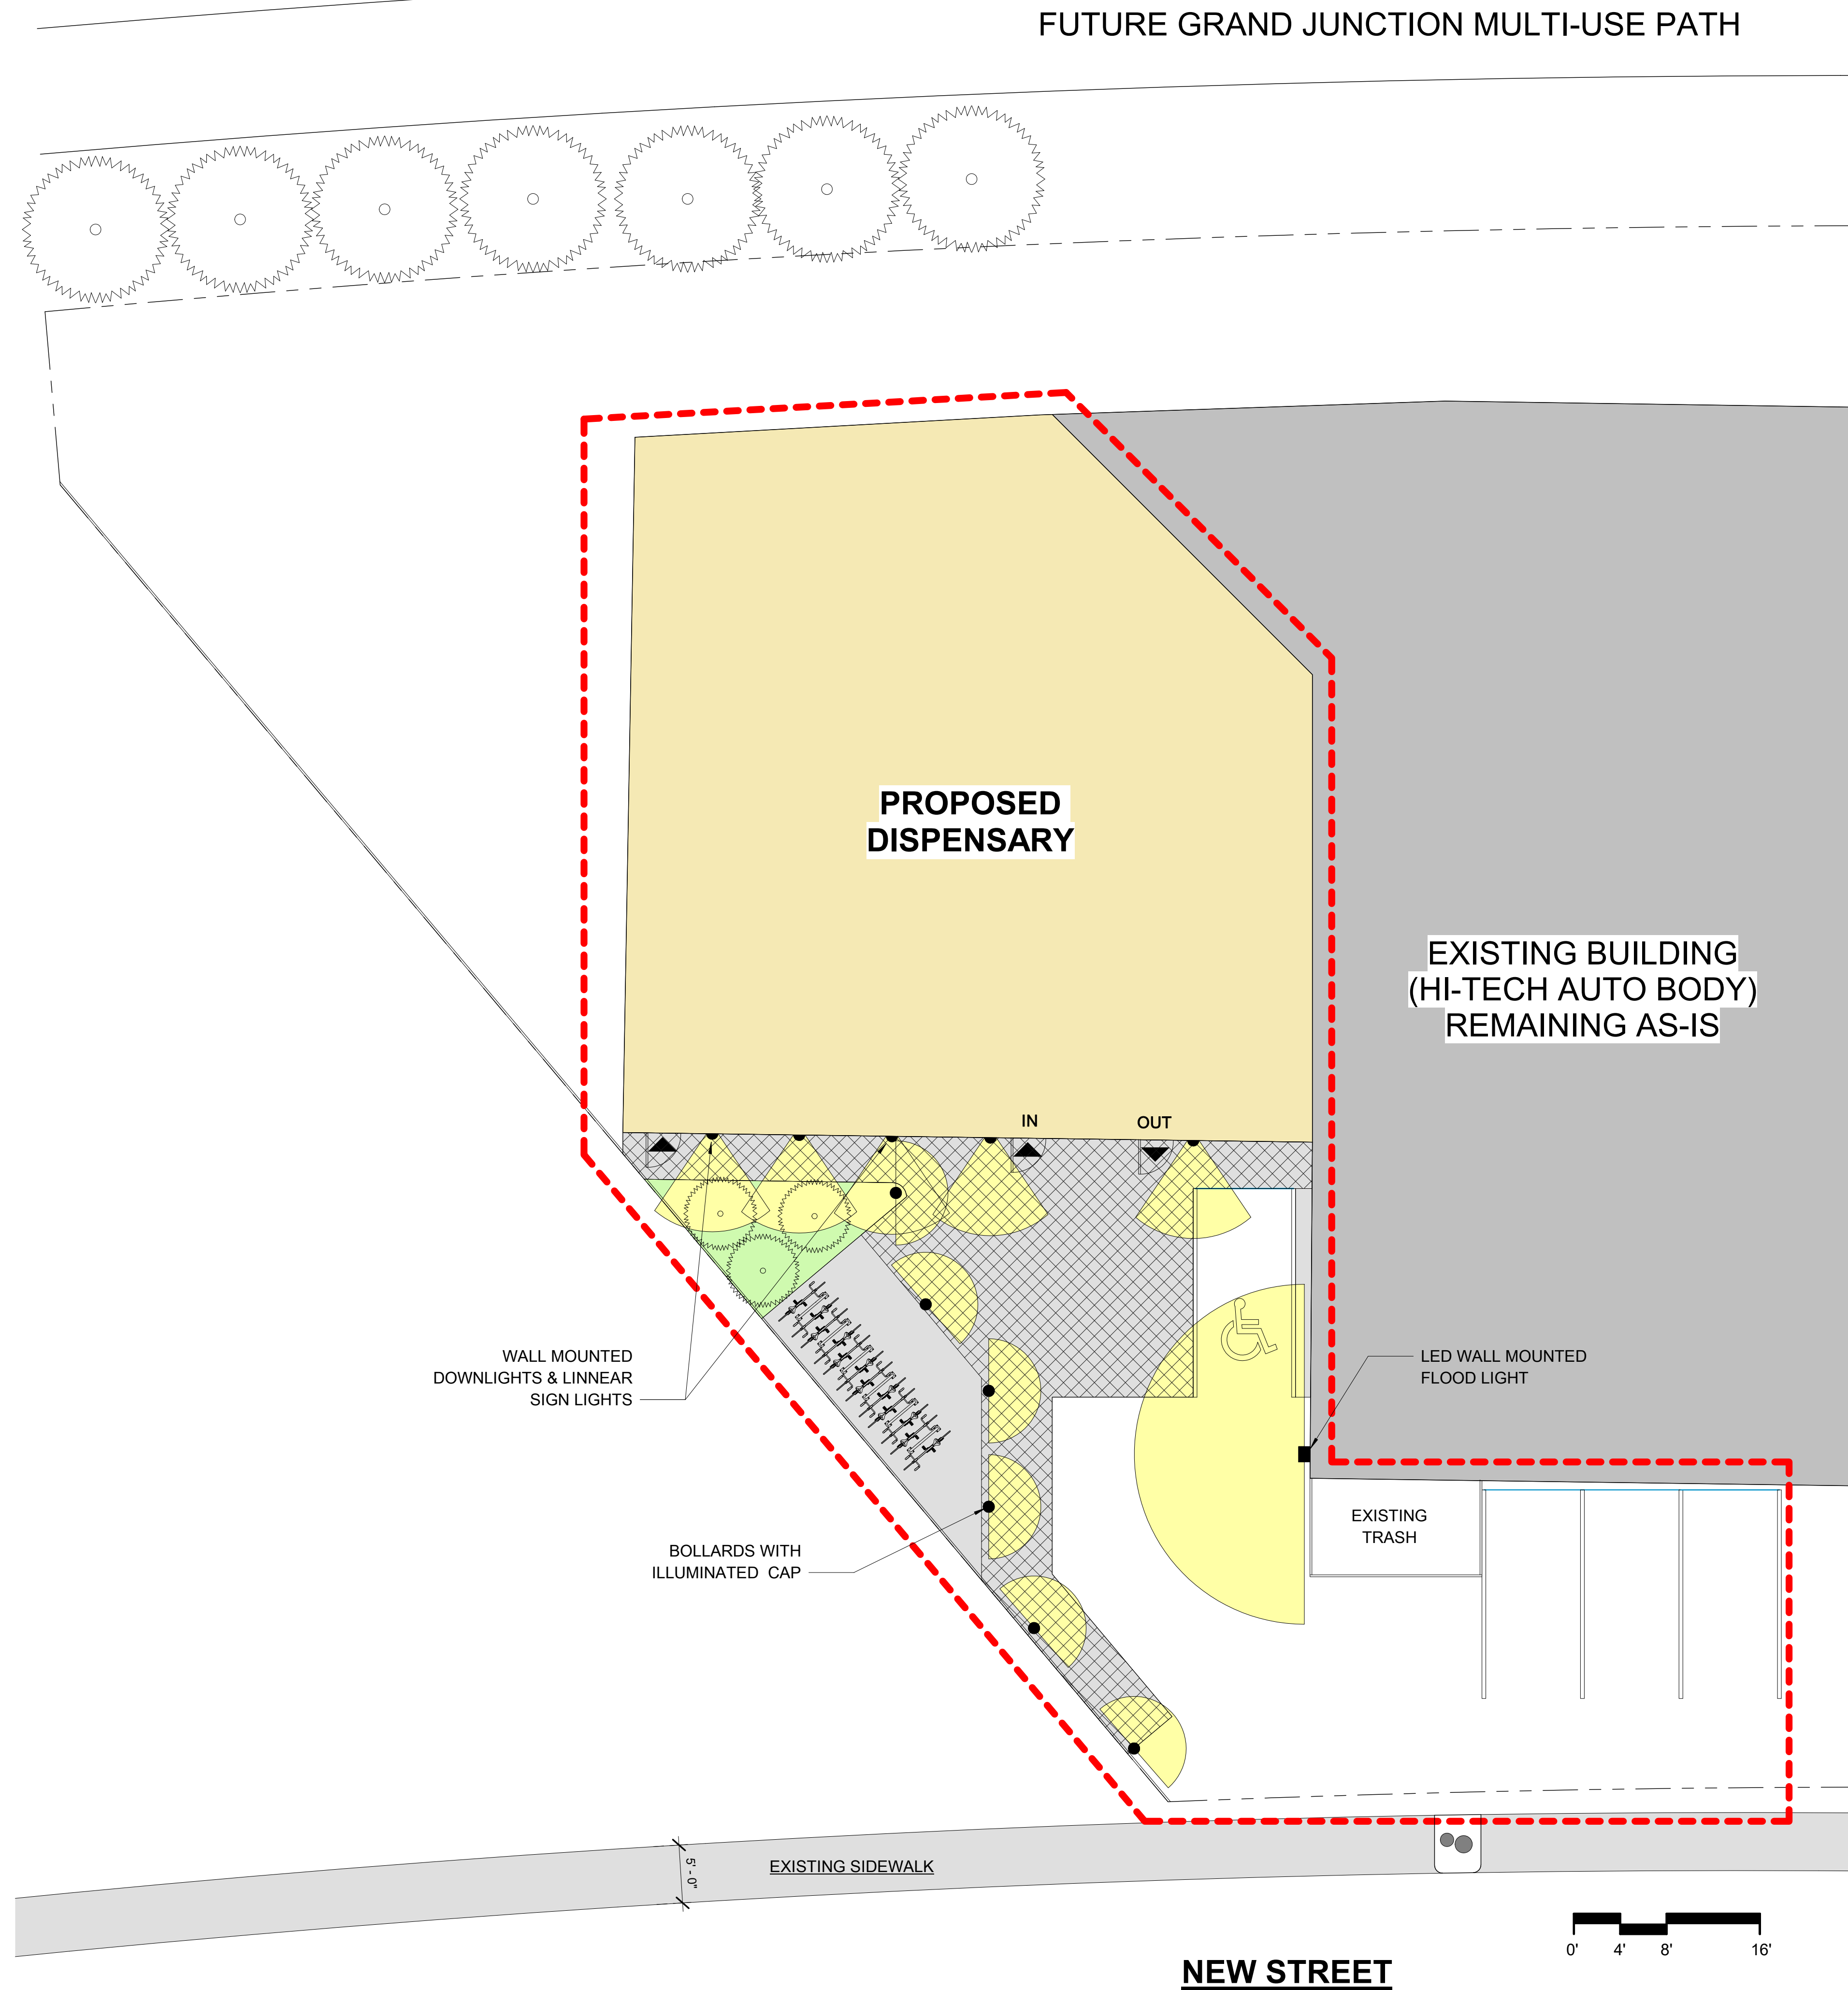 FUTURE GRAND JUNCTION MULTI-USE PATH
PROPOSED
DISPENSARY
EXISTING BUILDING
(HI-TECH AUTO BODY)
REMAINING AS-IS
IN
OUT
WALL MOUNTED
DOWNLIGHTS & LINNEAR
SIGN LIGHTS
LED WALL MOUNTED
FLOOD LIGHT
EXISTING
TRASH
BOLLARDS WITH
ILLUMINATED CAP
5' - 0"
EXISTING SIDEWALK
0' 4' 8' 16'
NEW STREET